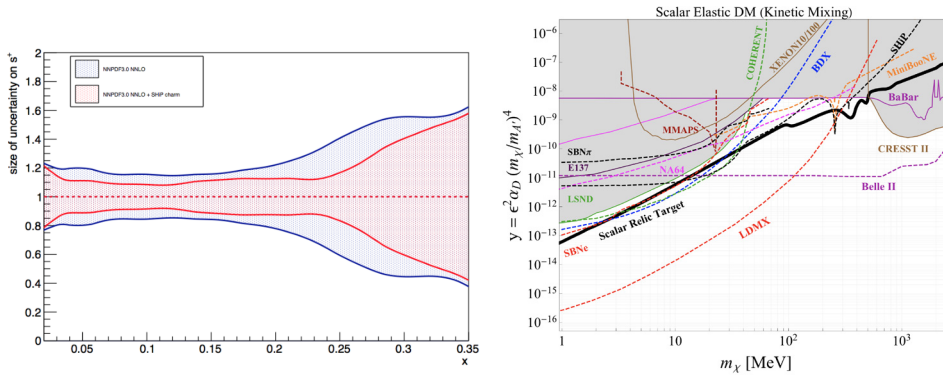 size of uncertainty on s⁺
2
1.8
1.6
1.4
1.2
1
0.8
0.6
0.4
0.2
0
NNPDF3.0 NNLO
NNPDF3.0 NNLO + SHiP charm
0.05 0.1 0.15 0.2 0.25 0.3 0.35
x
Scalar Elastic DM (Kinetic Mixing)
y = ϵ²α_D (m_χ/m_A')⁴
10⁻⁶
10⁻⁷
10⁻⁸
10⁻⁹
10⁻¹⁰
10⁻¹¹
10⁻¹²
10⁻¹³
10⁻¹⁴
10⁻¹⁵
10⁻¹⁶
COHERENT
XENON10/100
BDX
SHiP
MiniBooNE
BaBar
MMAPS
CRESST II
SBNπ
E137
NA64
Belle II
LSND
Scalar Relic Target
LDMX
SBNe
1 10 10² 10³
m_χ [MeV]